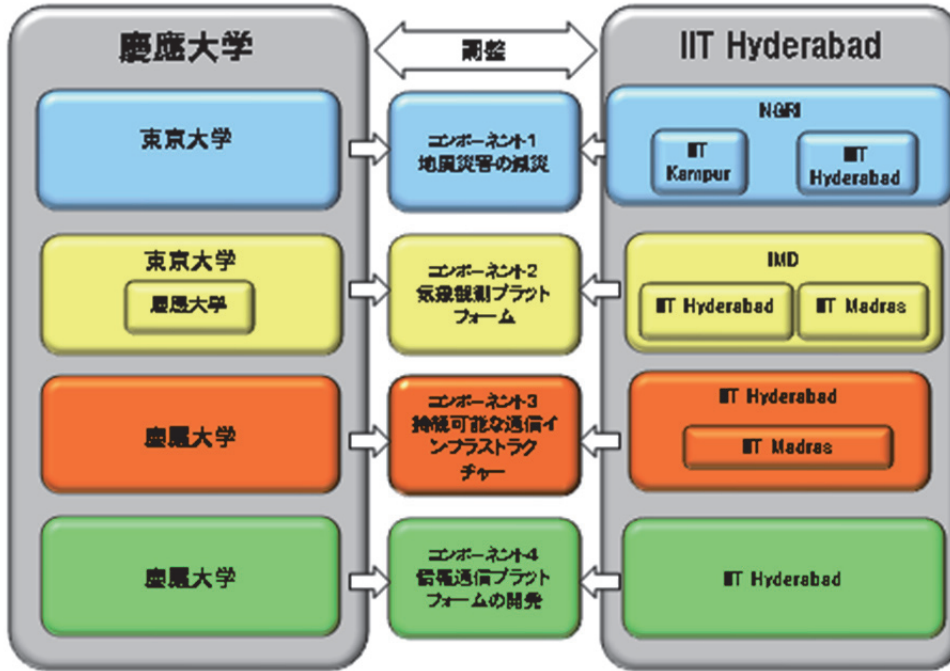 慶應大学
調整
IIT Hyderabad
東京大学
コンポーネント1
地震災害の減災
NGRI
IIT
Kampur
IIT
Hyderabad
東京大学
慶應大学
コンポーネント2
気象観測プラット
フォーム
IMD
IIT Hyderabad
IIT Madras
慶應大学
コンポーネント3
持続可能な通信イ
ンフラストラク
チャー
IIT Hyderabad
IIT Madras
慶應大学
コンポーネント4
情報通信プラット
フォームの開発
IIT Hyderabad